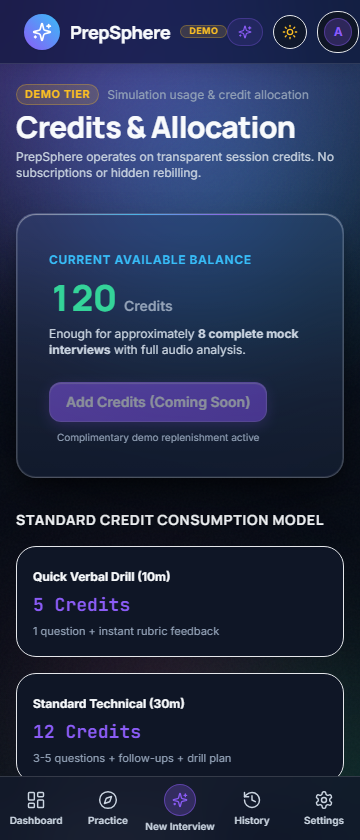 PrepSphere DEMO A
DEMO TIER Simulation usage & credit allocation
Credits & Allocation
PrepSphere operates on transparent session credits. No
subscriptions or hidden rebilling.
CURRENT AVAILABLE BALANCE
120 Credits
Enough for approximately 8 complete mock
interviews with full audio analysis.
Add Credits (Coming Soon)
Complimentary demo replenishment active
STANDARD CREDIT CONSUMPTION MODEL
Quick Verbal Drill (10m)
5 Credits
1 question + instant rubric feedback
Standard Technical (30m)
12 Credits
3-5 questions + follow-ups + drill plan
Dashboard Practice New Interview History Settings